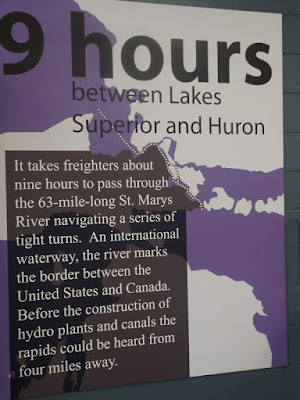 9 hours
between Lakes
Superior and Huron
It takes freighters about
nine hours to pass through
the 63-mile-long St. Marys
River navigating a series of
tight turns.  An international
waterway, the river marks
the border between the
United States and Canada.
Before the construction of
hydro plants and canals the
rapids could be heard from
four miles away.